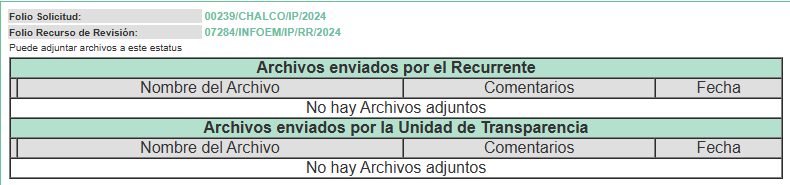 Folio Solicitud: 00239/CHALCO/IP/2024
Folio Recurso de Revisión: 07284/INFOEM/IP/RR/2024
Puede adjuntar archivos a este estatus
Archivos enviados por el Recurrente
Nombre del Archivo Comentarios Fecha
No hay Archivos adjuntos
Archivos enviados por la Unidad de Transparencia
Nombre del Archivo Comentarios Fecha
No hay Archivos adjuntos